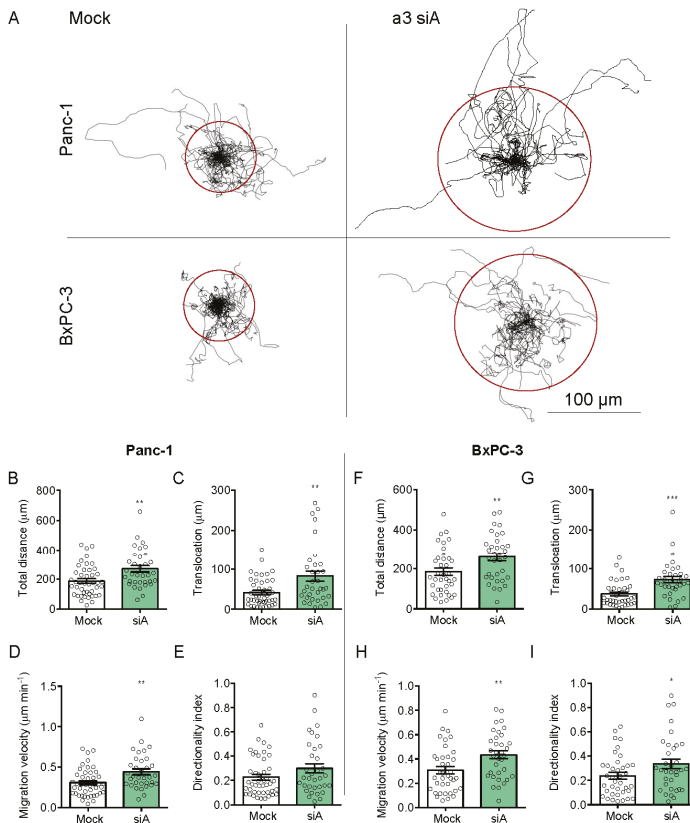 A Mock a3 siA
Panc-1
BxPC-3
100 µm
Panc-1 BxPC-3
B C F G
Total disance (µm)
800
600
400
200
0
**
Mock siA
Translocation (µm)
300
200
100
0
**
Mock siA
Total distance (µm)
600
400
200
0
**
Mock siA
Translocation (µm)
300
200
100
0
***
Mock siA
D E H I
Migration velocity (µm min⁻¹)
1.5
1.0
0.5
0.0
**
Mock siA
Directionality index
1.0
0.8
0.6
0.4
0.2
0.0
Mock siA
Migration velocity (µm min⁻¹)
1.0
0.8
0.6
0.4
0.2
0.0
**
Mock siA
Directionality index
1.0
0.8
0.6
0.4
0.2
0.0
*
Mock siA